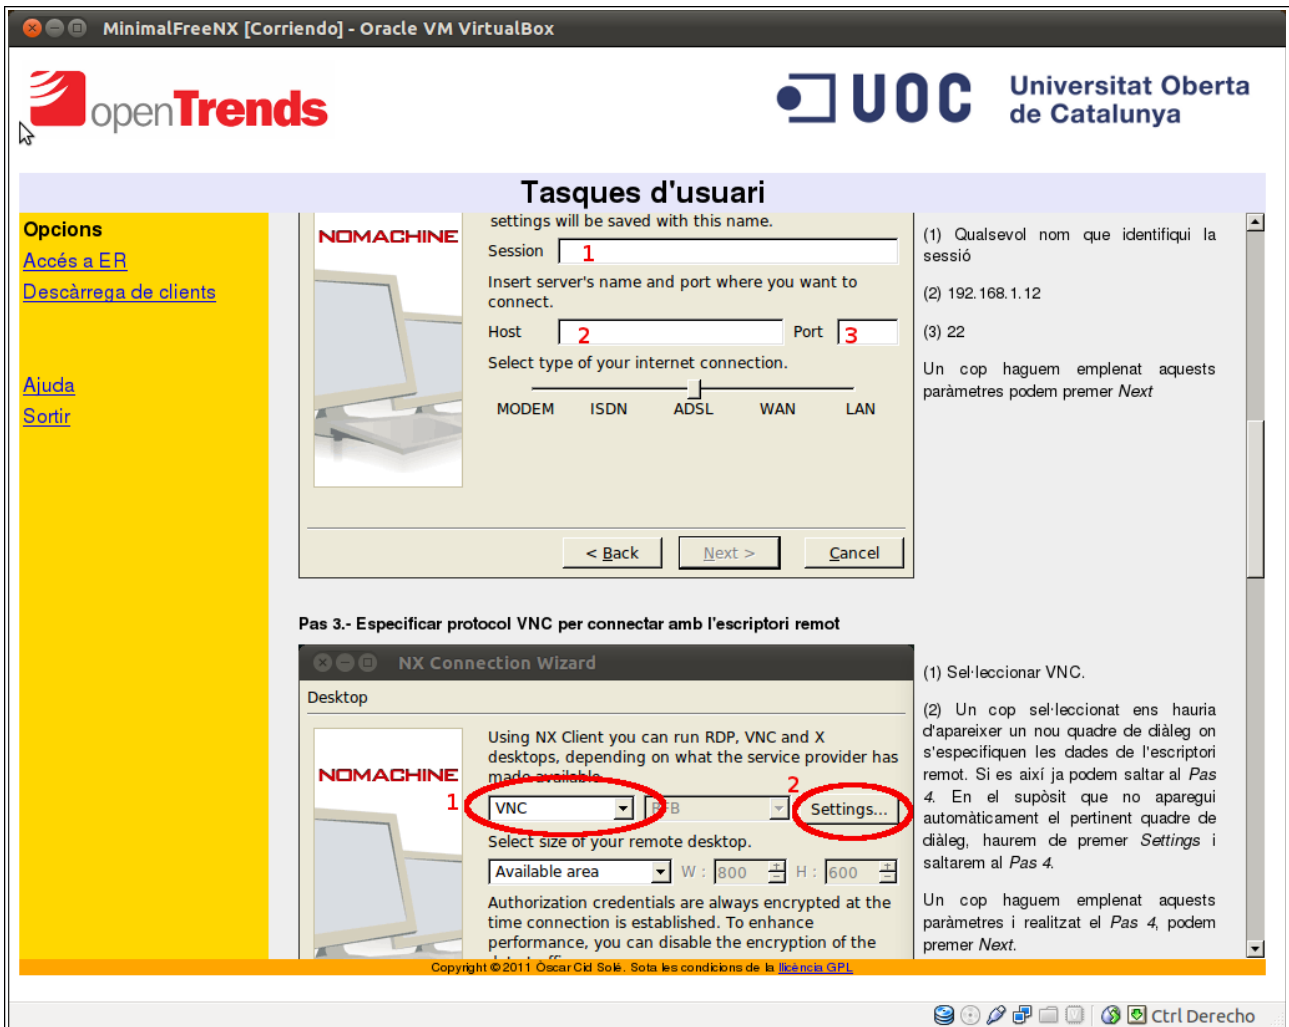 MinimalFreeNX [Corriendo] - Oracle VM VirtualBox
openTrends
UOC
Universitat Oberta
de Catalunya
Tasques d'usuari
Opcions
Accés a ER
Descàrrega de clients
Ajuda
Sortir
NOMACHINE
settings will be saved with this name.
Session 1
Insert server's name and port where you want to
connect.
Host 2 Port 3
Select type of your internet connection.
MODEM ISDN ADSL WAN LAN
< Back Next > Cancel
(1) Qualsevol nom que identifiqui la
sessió
(2) 192.168.1.12
(3) 22
Un cop haguem emplenat aquests
paràmetres podem premer Next
Pas 3.- Especificar protocol VNC per connectar amb l'escriptori remot
NX Connection Wizard
Desktop
NOMACHINE
Using NX Client you can run RDP, VNC and X
desktops, depending on what the service provider has
made available.
1 VNC RFB 2 Settings...
Select size of your remote desktop.
Available area W : 800 H : 600
Authorization credentials are always encrypted at the
time connection is established. To enhance
performance, you can disable the encryption of the
(1) Sel·leccionar VNC.
(2) Un cop sel·leccionat ens hauria
d'apareixer un nou quadre de diàleg on
s'especifiquen les dades de l'escriptori
remot. Si es així ja podem saltar al Pas
4. En el supòsit que no aparegui
automàticament el pertinent quadre de
diàleg, haurem de premer Settings i
saltarem al Pas 4.
Un cop haguem emplenat aquests
paràmetres i realitzat el Pas 4, podem
premer Next.
Copyright ©2011 Òscar Cid Solé. Sota les condicions de la llicència GPL
Ctrl Derecho